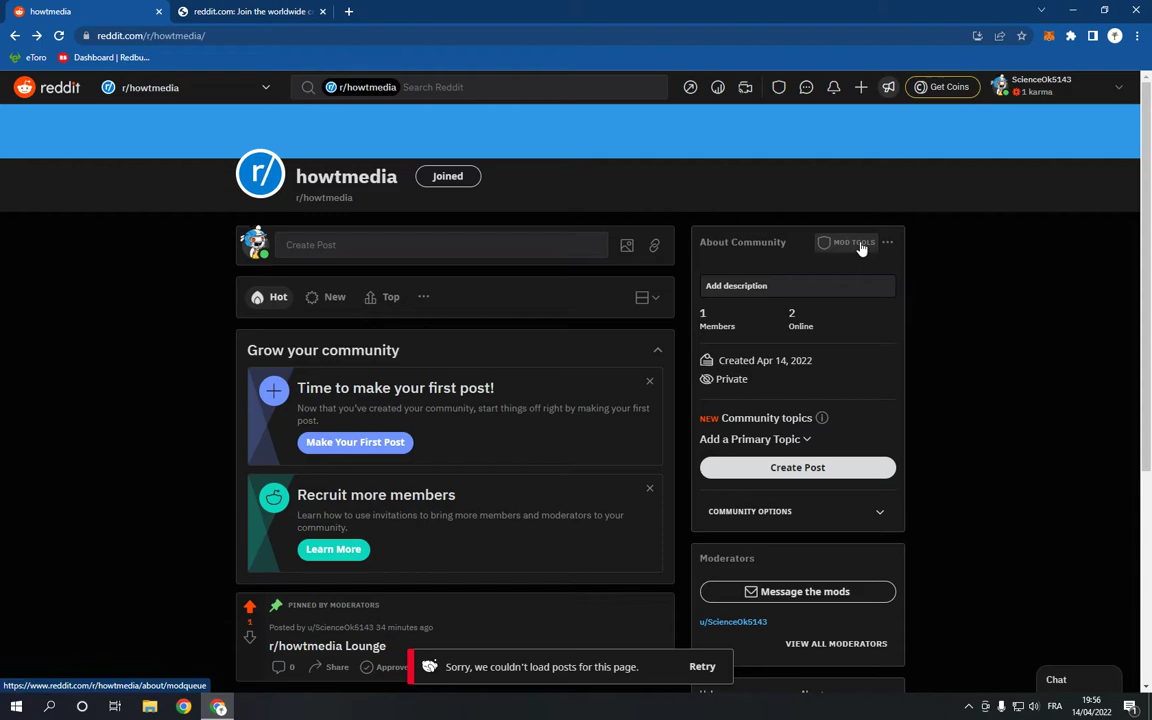 howtmedia
reddit.com: Join the worldwide c
reddit.com/r/howtmedia/
eToro
Dashboard | Redbu...
reddit
r/howtmedia
r/howtmedia
Search Reddit
Get Coins
ScienceOk5143
1 karma
howtmedia
Joined
r/howtmedia
Create Post
About Community
MOD TOOLS
Add description
Hot
New
Top
1
2
Members
Online
Grow your community
Created Apr 14, 2022
Private
Time to make your first post!
Now that you've created your community, start things off right by making your first
post.
Make Your First Post
NEW Community topics
Add a Primary Topic
Create Post
Recruit more members
Learn how to use invitations to bring more members and moderators to your
community.
Learn More
COMMUNITY OPTIONS
Moderators
Message the mods
u/ScienceOk5143
VIEW ALL MODERATORS
PINNED BY MODERATORS
1
Posted by u/ScienceOk5143 34 minutes ago
r/howtmedia Lounge
0
Share
Approve
Sorry, we couldn't load posts for this page.
Retry
Chat
https://www.reddit.com/r/howtmedia/about/modqueue
FRA
19:56
14/04/2022
1